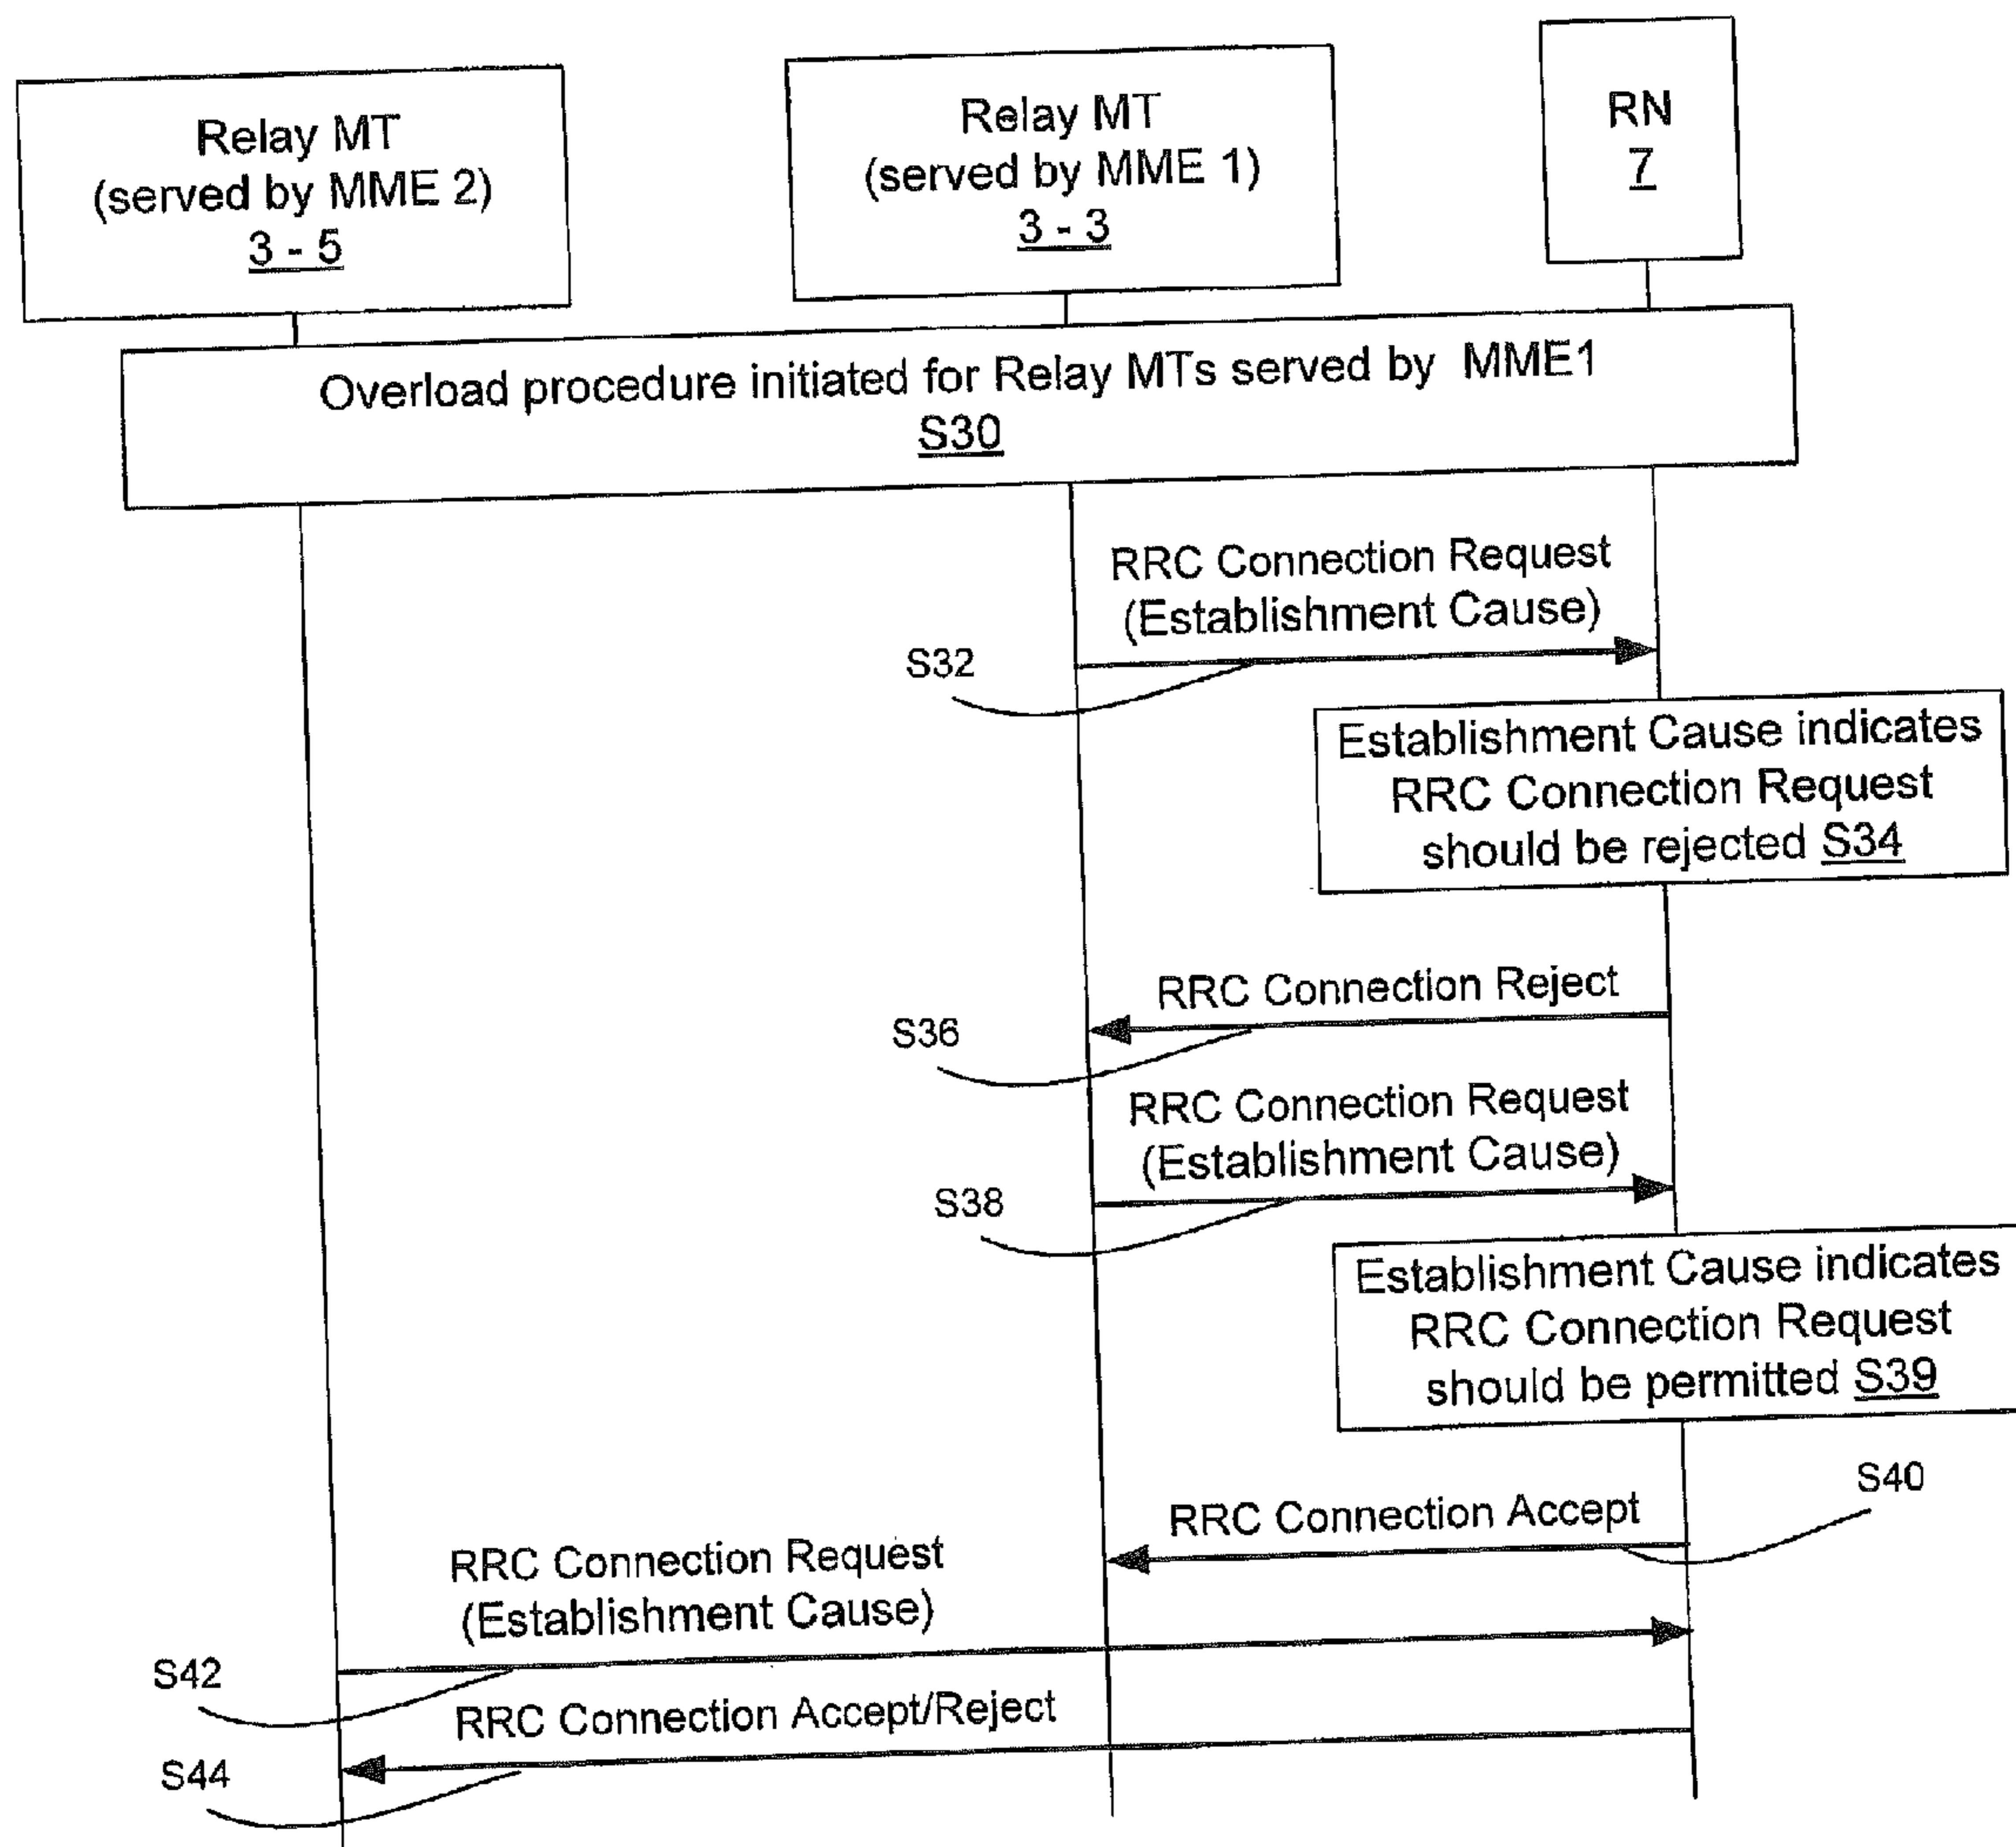 Relay MT
(served by MME 2)
3 - 5
Relay MT
(served by MME 1)
3 - 3
RN
7
Overload procedure initiated for Relay MTs served by MME1
S30
RRC Connection Request
(Establishment Cause)
S32
Establishment Cause indicates
RRC Connection Request
should be rejected S34
RRC Connection Reject
S36
RRC Connection Request
(Establishment Cause)
S38
Establishment Cause indicates
RRC Connection Request
should be permitted S39
S40
RRC Connection Accept
RRC Connection Request
(Establishment Cause)
S42
RRC Connection Accept/Reject
S44